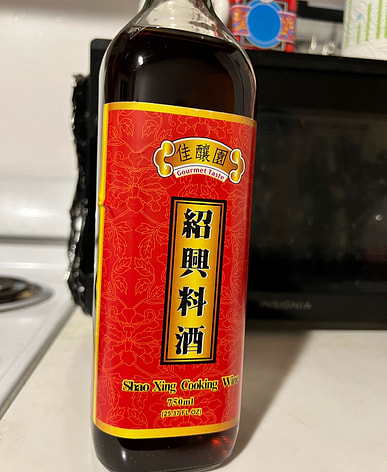 佳釀園
Gourmet Taste
紹興料酒
Shao Xing Cooking Wine
750ml
(25.37 FL.OZ)
INSIGNIA